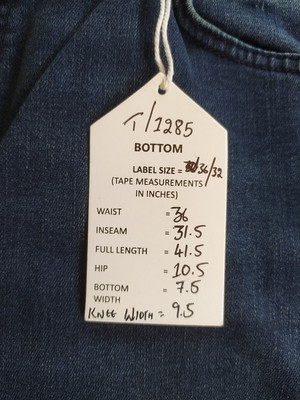 T/1285
BOTTOM
LABEL SIZE = 36/32
(TAPE MEASUREMENTS
IN INCHES)
WAIST = 36
INSEAM = 31.5
FULL LENGTH = 41.5
HIP = 10.5
BOTTOM = 7.5
WIDTH
KNEE WIDTH = 9.5